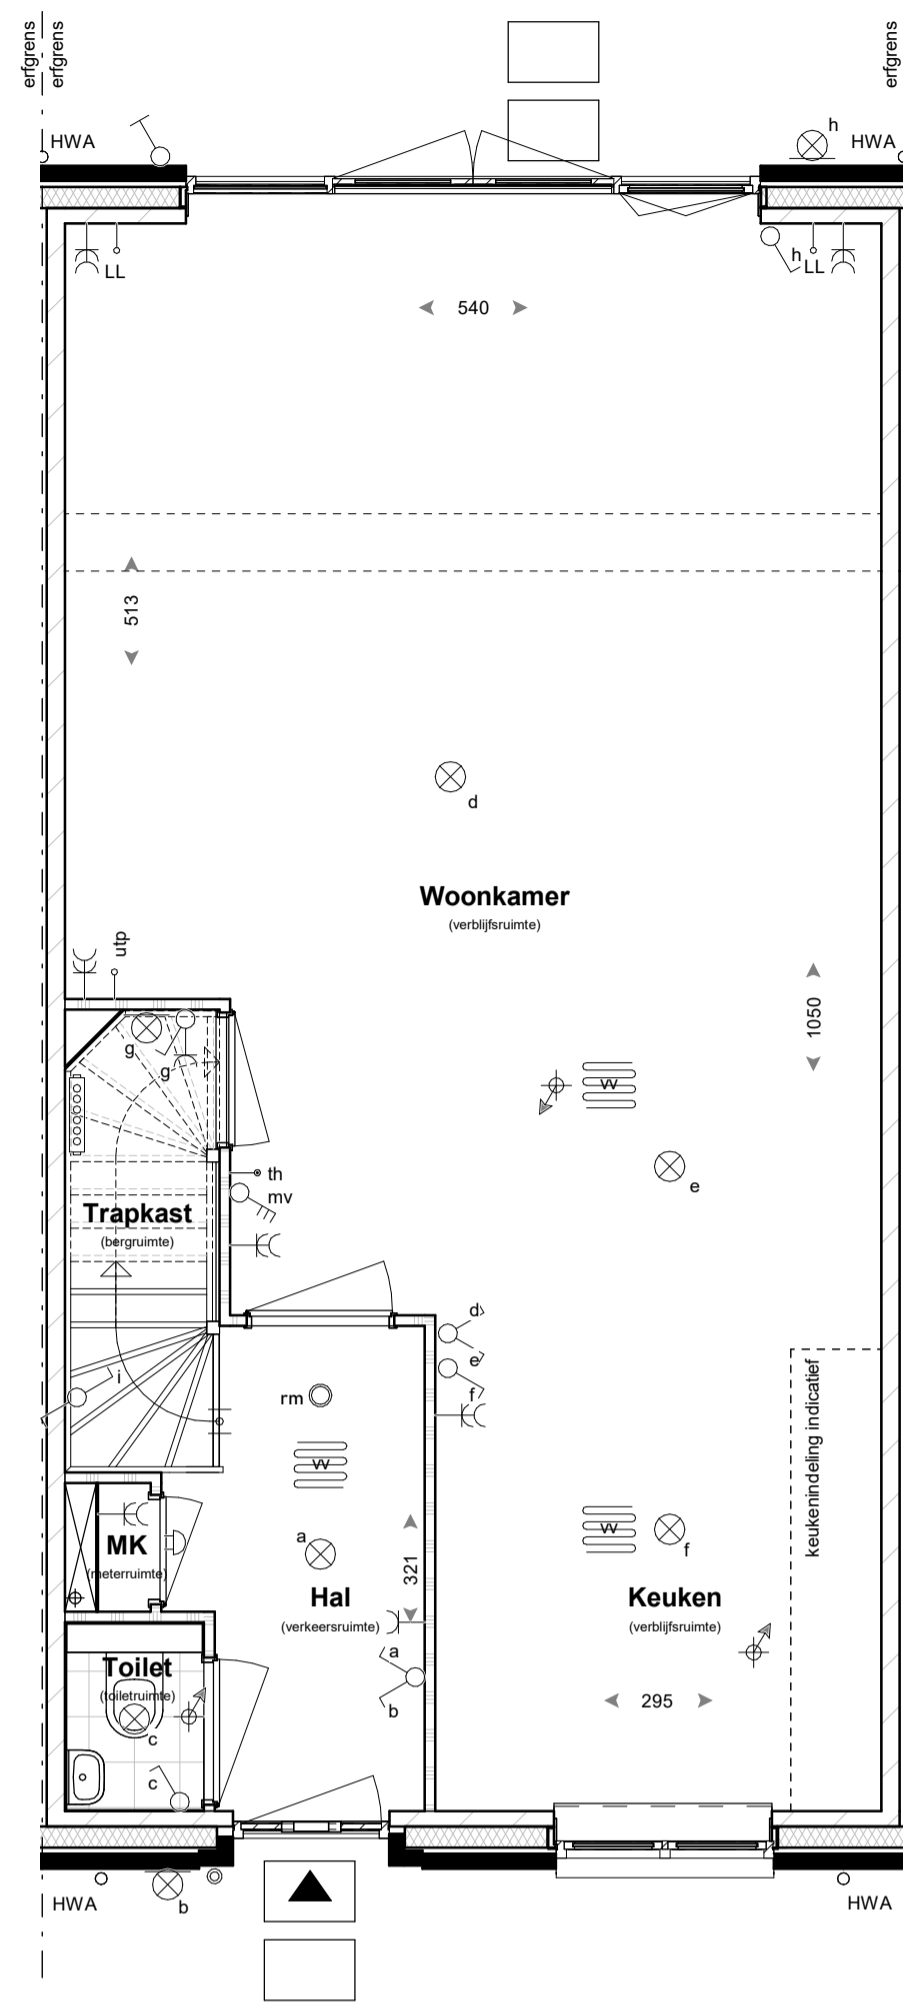 erfgrens
erfgrens
erfgrens
HWA
h
HWA
LL
h
LL
540
513
d
Woonkamer
(verblijfsruimte)
utp
1050
g
g
vv
e
th
mv
Trapkast
(bergruimte)
d
e
f
i
rm
vv
keukenindeling indicatief
MK
(meterruimte)
a
vv
f
321
Hal
(verkeersruimte)
Keuken
(verblijfsruimte)
a
b
Toilet
(toiletruimte)
c
c
295
HWA
b
HWA